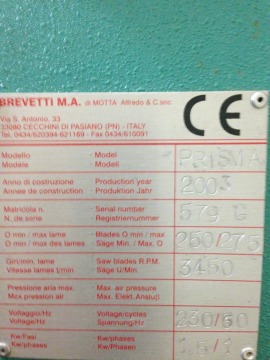 BREVETTI M.A. di MOTTA Alfredo & C.snc
Via S. Antonio, 33
33080 CECCHINI DI PASIANO (PN) - ITALY
Tel. 0434/620394-621169 - Fax 0434/610091
CE
Modello - Model PRISMA
Modèle - Modell
Anno di costruzione Production year 2003
Annee de construction Produktion Jahr
Matricola n. Serial number 579 G
N. de serie Registriernummer
O min / max lame Blades O min / max 250/275
O min / max des lames Säge Min. / Max. O
Giri/min. lame Saw blades R.P.M. 3450
Vitesse lames t/min. Säge U/Min.
Pressione aria max. Max. air pressure
Max pression air Max. Elekt.
Voltaggio/Hz Voltage/cycles 230/60
Voltage/Hz Spannung/Hz
Kw/Fasi Kw/phases 1,5/1
Kw/Phases Kw/Phasen